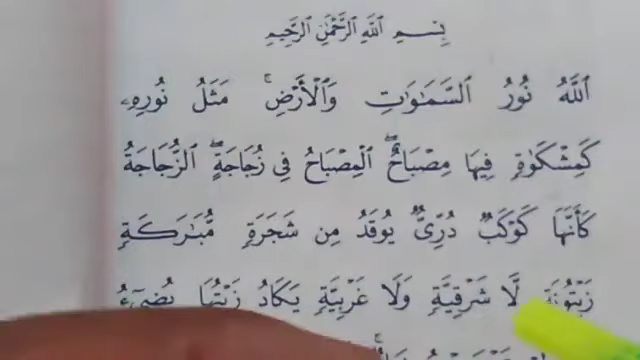 بِسْمِ ٱللَّهِ ٱلرَّحْمَٰنِ ٱلرَّحِيمِ
ٱللَّهُ نُورُ ٱلسَّمَٰوَٰتِ وَٱلْأَرْضِ ۚ مَثَلُ نُورِهِۦ
كَمِشْكَوٰةٍ فِيهَا مِصْبَاحٌ ۖ ٱلْمِصْبَاحُ فِى زُجَاجَةٍ ۖ ٱلزُّجَاجَةُ
كَأَنَّهَا كَوْكَبٌ دُرِّىٌّ يُوقَدُ مِن شَجَرَةٍ مُّبَٰرَكَةٍ
زَيْتُونَةٍ لَّا شَرْقِيَّةٍ وَلَا غَرْبِيَّةٍ يَكَادُ زَيْتُهَا يُضِىٓءُ